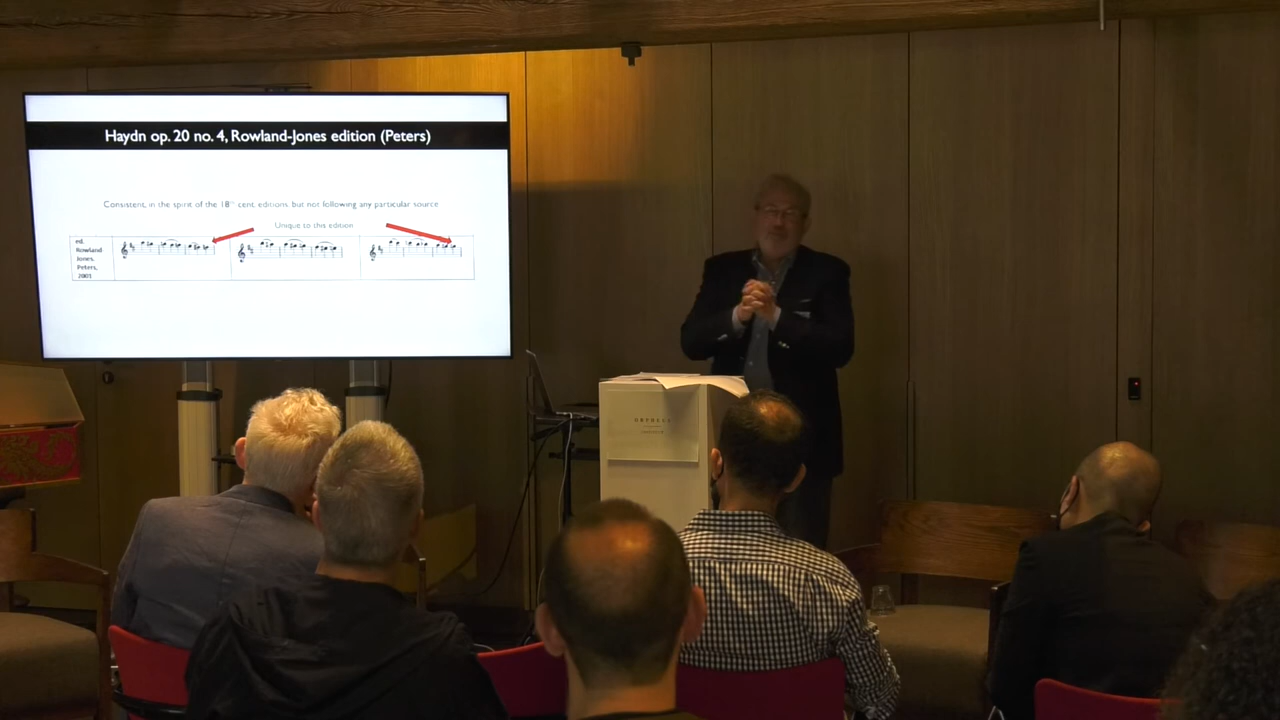 Haydn op. 20 no. 4, Rowland-Jones edition (Peters)
Consistent, in the spirit of the 18th cent. editions but not following any particular source
Unique to this edition
ed.
Rowland
Jones.
Peters,
2001
ORPHEUS